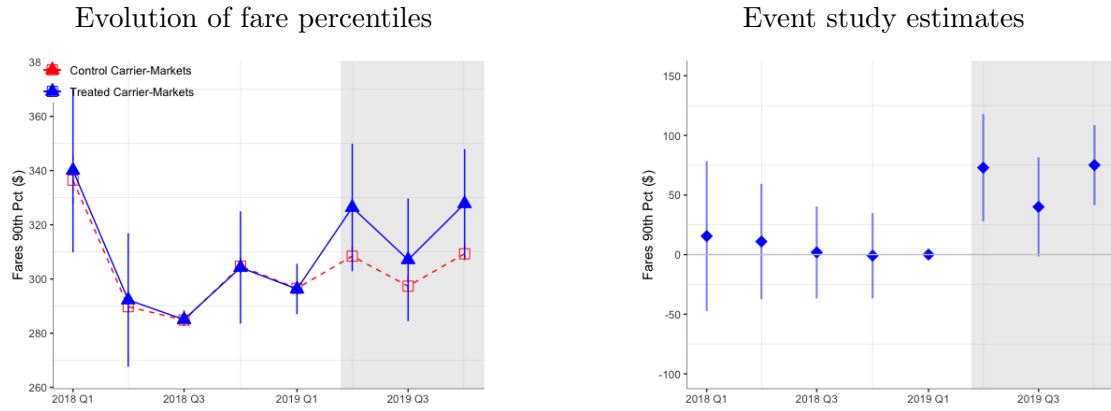 Evolution of fare percentiles
Control Carrier-Markets
Treated Carrier-Markets
Fares 90th Pct ($)
38
360
340
320
300
280
260
2018 Q1
2018 Q3
2019 Q1
2019 Q3
Event study estimates
Fares 90th Pct ($)
150
100
50
0
-50
-100
2018 Q1
2018 Q3
2019 Q1
2019 Q3